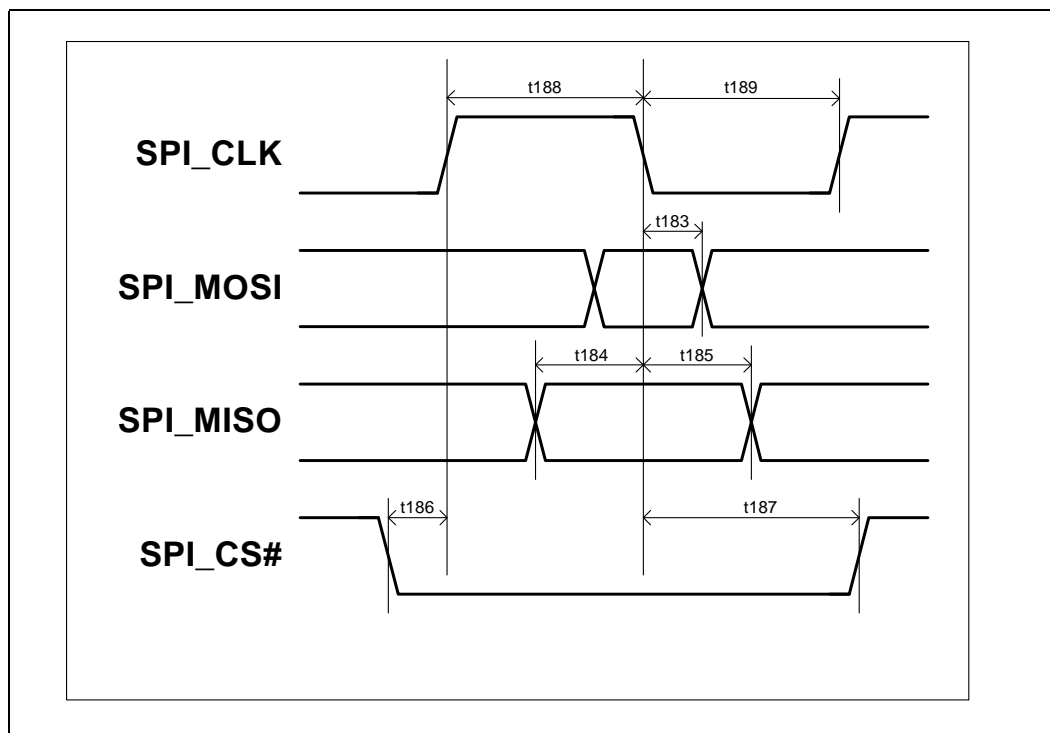 t188
t189
SPI_CLK
t183
SPI_MOSI
t184
t185
SPI_MISO
t186
t187
SPI_CS#